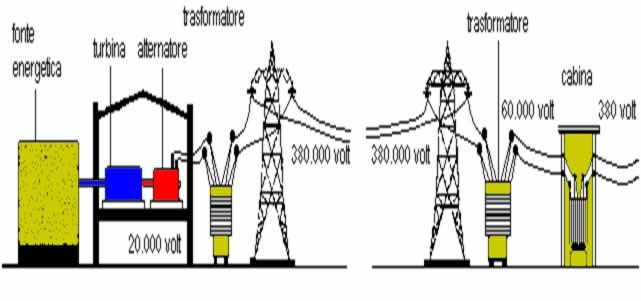 fonte
energetica
turbina
alternatore
trasformatore
20.000 volt
380.000 volt
380.000 volt
trasformatore
60.000 volt
cabina
380 volt